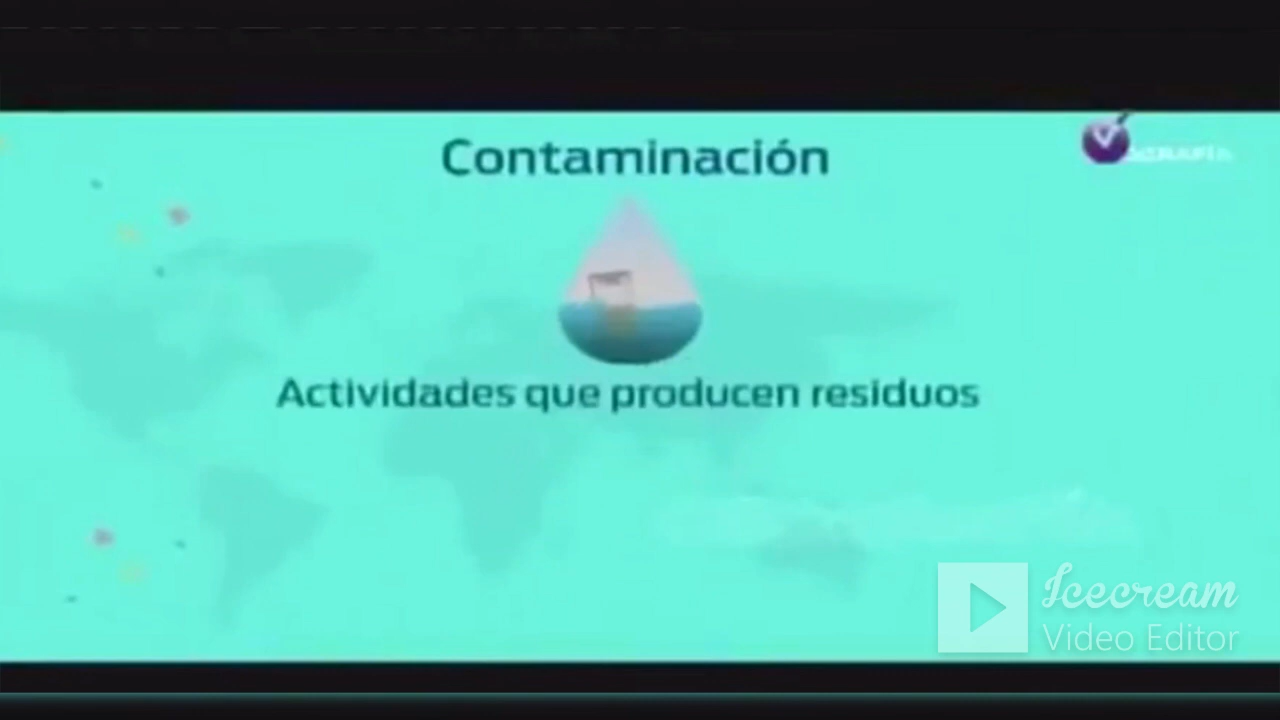 Contaminación
Actividades que producen residuos
Icecream
Video Editor